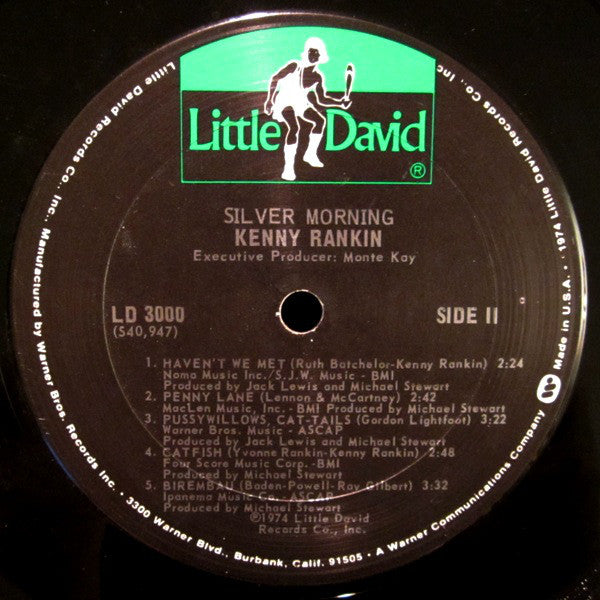 Little David
®
SILVER MORNING
KENNY RANKIN
Executive Producer: Monte Kay
LD 3000
(S40,947)
SIDE II
1. HAVEN'T WE MET (Ruth Batchelor-Kenny Rankin) 2:24
Noma Music Inc./S.J.W. Music - BMI
Produced by Jack Lewis and Michael Stewart
2. PENNY LANE (Lennon & McCartney) 2:42
MacLen Music, Inc. - BMI Produced by Michael Stewart
3. PUSSYWILLOWS, CAT-TAILS (Gordon Lightfoot) 3:22
Warner Bros. Music - ASCAP
Produced by Jack Lewis and Michael Stewart
4. CATFISH (Yvonne Rankin-Kenny Rankin) 2:48
Four Score Music Corp. - BMI
Produced by Michael Stewart
5. BIREMBAU (Baden-Powell-Ray Gilbert) 3:32
Ipanema Music Co. - ASCAP
Produced by Michael Stewart
℗1974 Little David
Records Co., Inc.
Little David Records Co., Inc. Manufactured by Warner Bros. Records Inc. • 3300 Warner Blvd., Burbank, Calif. 91505 • A Warner Communications Company
Made in U.S.A. • 1974 Little David Records Co., Inc.